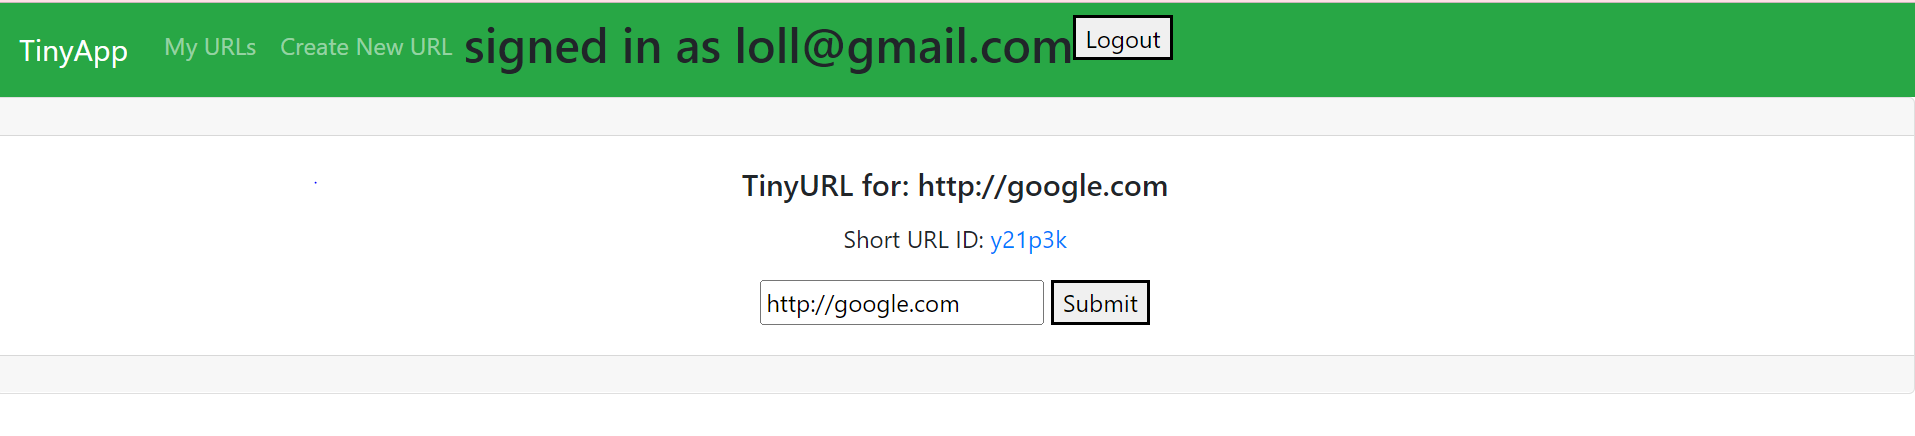 TinyApp My URLs Create New URL signed in as loll@gmail.com Logout
TinyURL for: http://google.com
Short URL ID: y21p3k
http://google.com Submit